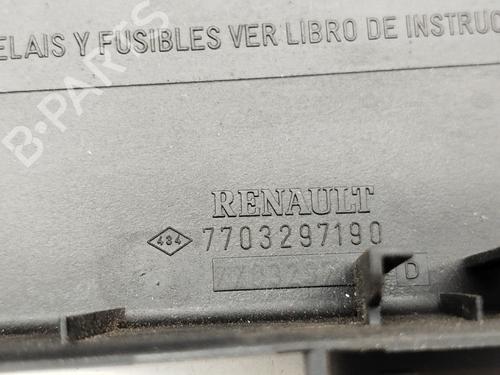 ELAIS Y FUSiBLES VER LIBRO DE INSTRUC
RENAULT
434 7703297190
D
B-PARTS